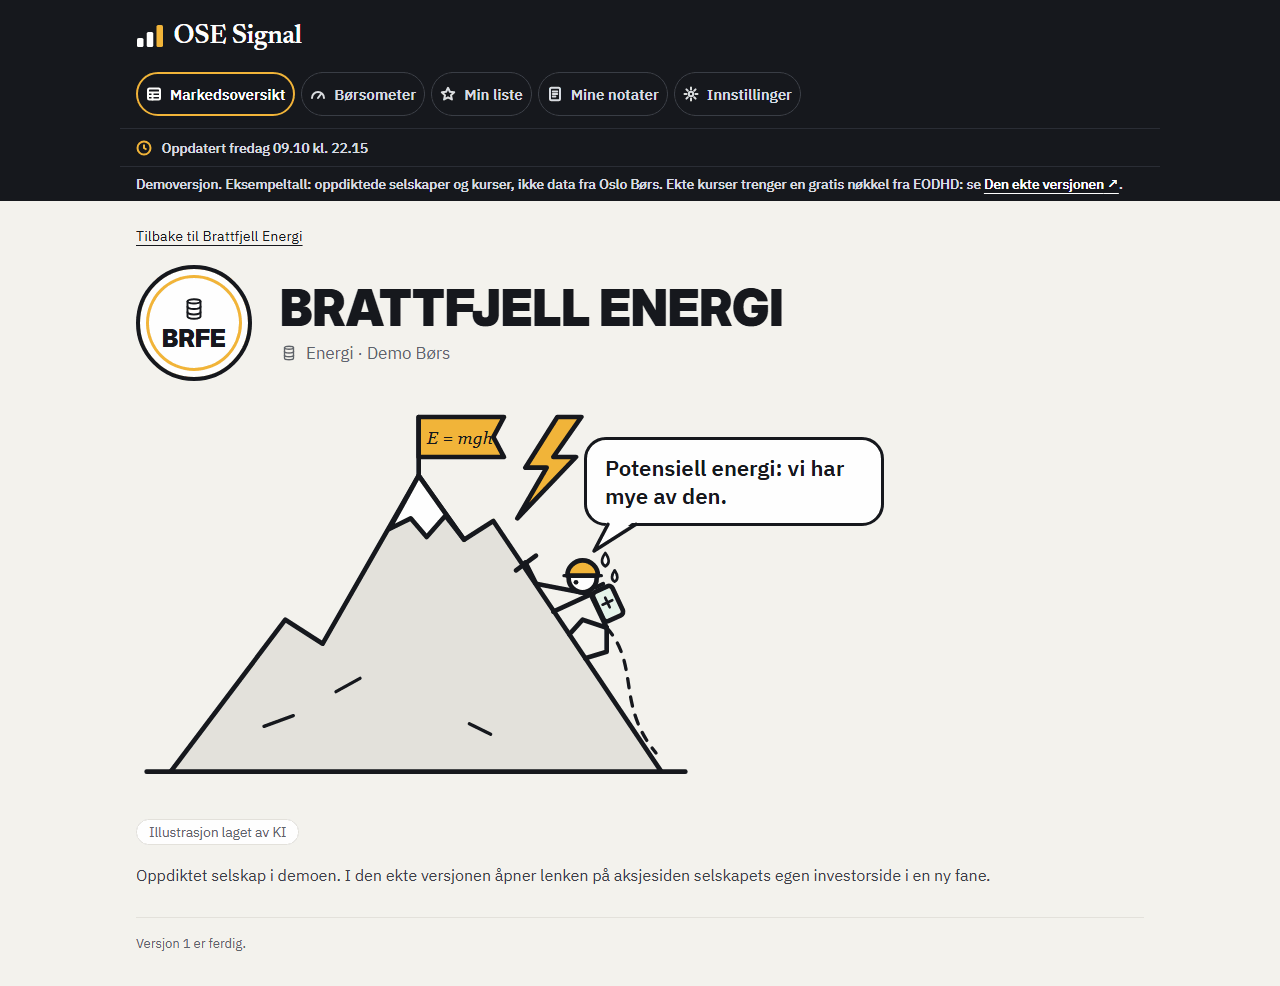 OSE Signal
Markedsoversikt
Børsometer
Min liste
Mine notater
Innstillinger
Oppdatert fredag 09.10 kl. 22.15
Demoversjon. Eksempeltall: oppdiktede selskaper og kurser, ikke data fra Oslo Børs. Ekte kurser trenger en gratis nøkkel fra EODHD: se Den ekte versjonen ↗.
Tilbake til Brattfjell Energi
BRFE
BRATTFJELL ENERGI
Energi · Demo Børs
E = mgh
Potensiell energi: vi har
mye av den.
Illustrasjon laget av KI
Oppdiktet selskap i demoen. I den ekte versjonen åpner lenken på aksjesiden selskapets egen investorside i en ny fane.
Versjon 1 er ferdig.